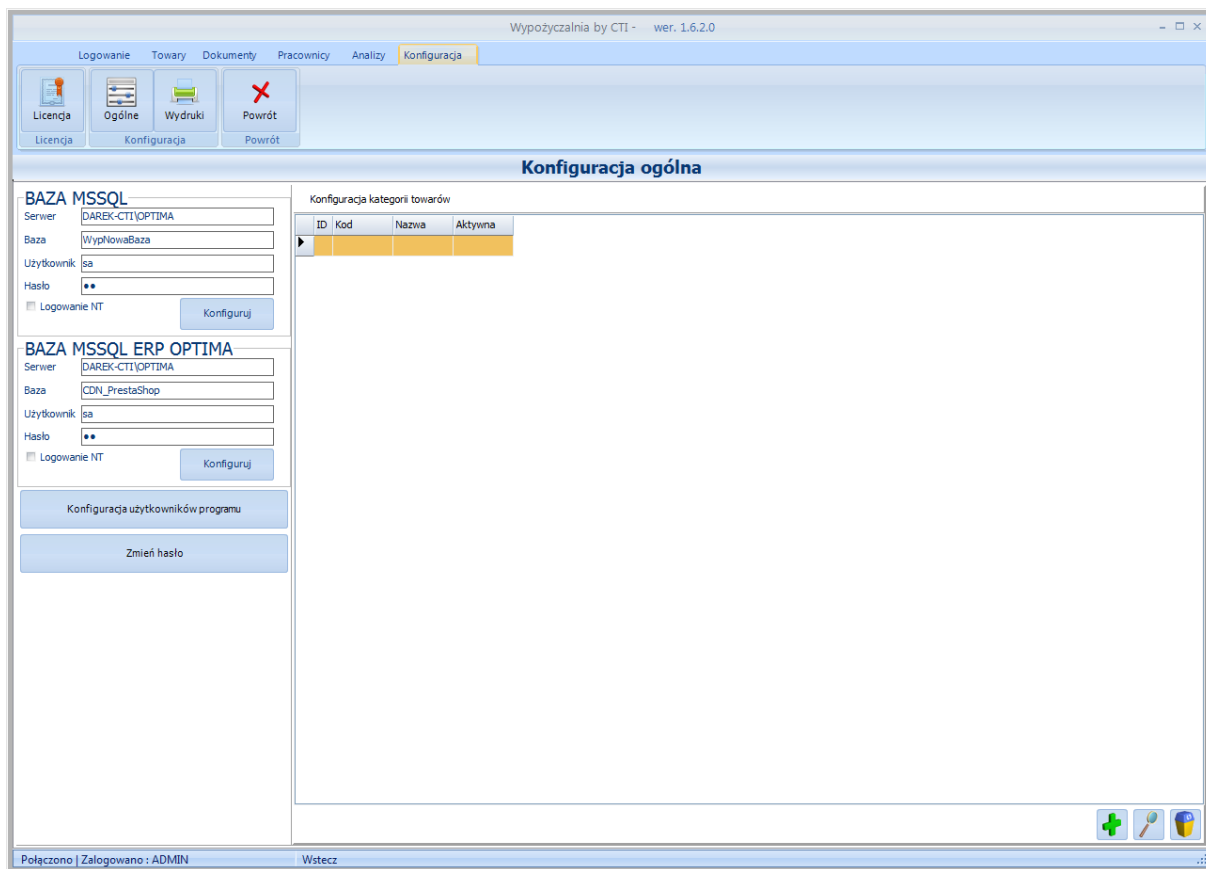 Wypożyczalnia by CTI - wer. 1.6.2.0
Logowanie Towary Dokumenty Pracownicy Analizy Konfiguracja
Licencja Ogólne Wydruki Powrót
Licencja Konfiguracja Powrót
Konfiguracja ogólna
BAZA MSSQL
Serwer DAREK-CTI\OPTIMA
Baza WypNowaBaza
Użytkownik sa
Hasło ●●
Logowanie NT
Konfiguruj
BAZA MSSQL ERP OPTIMA
Serwer DAREK-CTI\OPTIMA
Baza CDN_PrestaShop
Użytkownik sa
Hasło ●●
Logowanie NT
Konfiguruj
Konfiguracja użytkowników programu
Zmień hasło
Konfiguracja kategorii towarów
ID Kod Nazwa Aktywna
Połączono | Zalogowano : ADMIN Wstecz